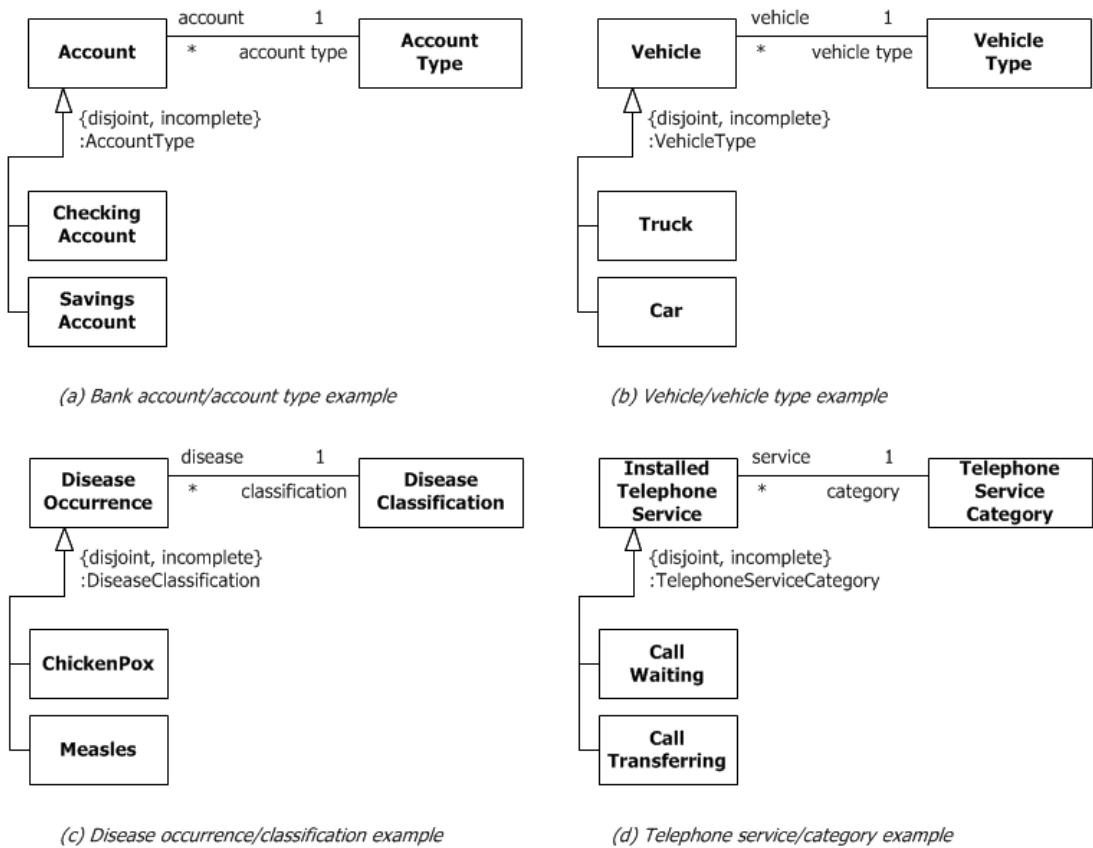 account 1
Account
* account type
Account
Type
{disjoint, incomplete}
:AccountType
Checking
Account
Savings
Account
(a) Bank account/account type example
vehicle 1
Vehicle
* vehicle type
Vehicle
Type
{disjoint, incomplete}
:VehicleType
Truck
Car
(b) Vehicle/vehicle type example
disease 1
Disease
Occurrence
* classification
Disease
Classification
{disjoint, incomplete}
:DiseaseClassification
ChickenPox
Measles
(c) Disease occurrence/classification example
service 1
Installed
Telephone
Service
* category
Telephone
Service
Category
{disjoint, incomplete}
:TelephoneServiceCategory
Call
Waiting
Call
Transferring
(d) Telephone service/category example